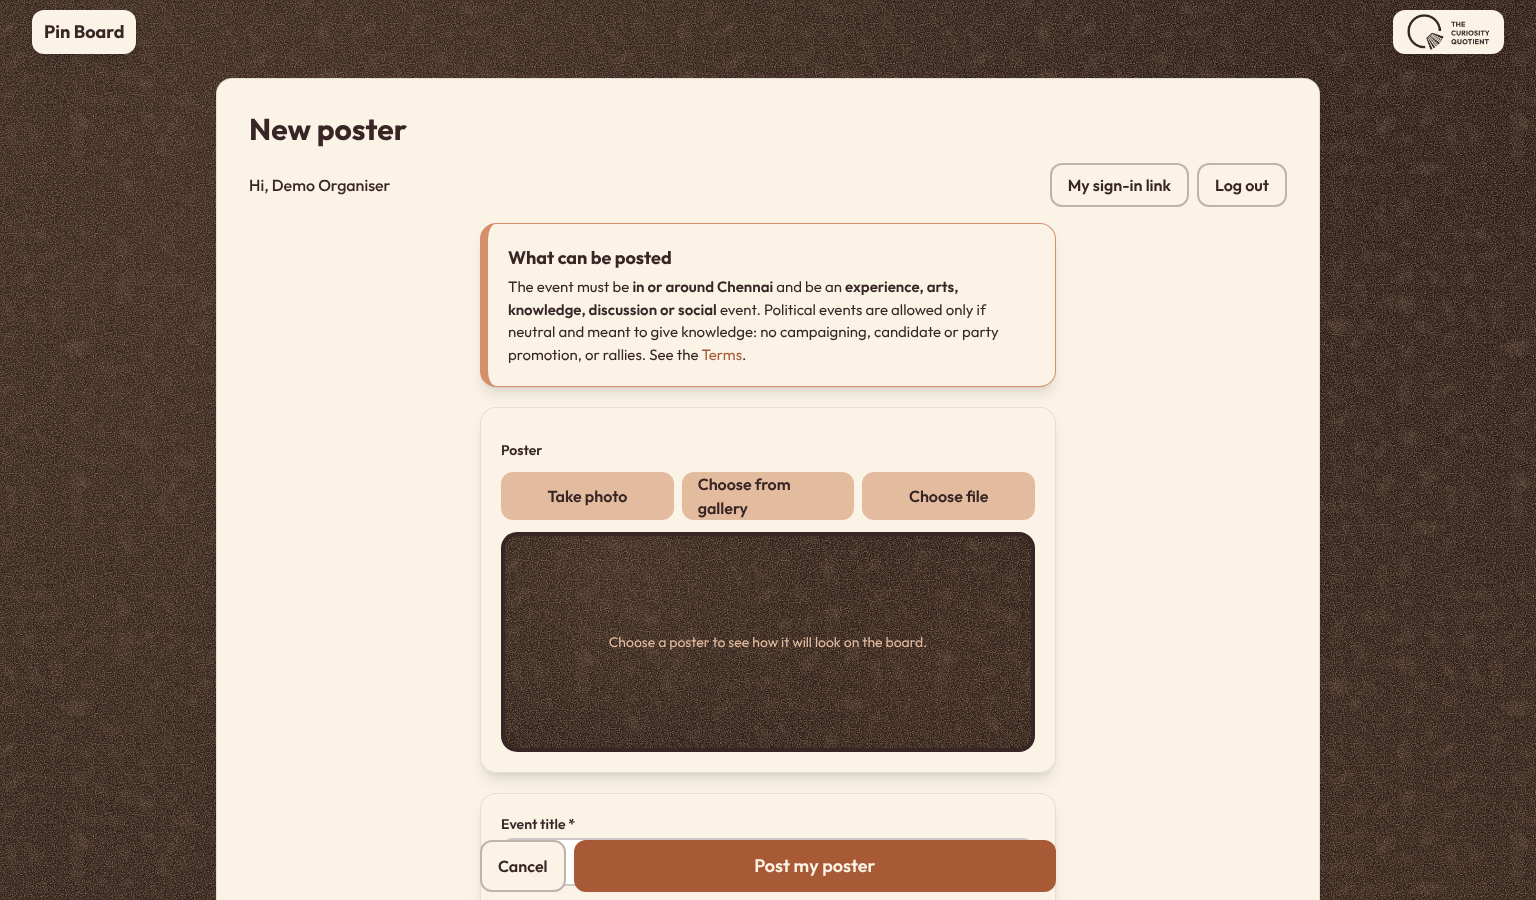 Pin Board
THE
CURIOSITY
QUOTIENT
New poster
Hi, Demo Organiser
My sign-in link
Log out
What can be posted
The event must be in or around Chennai and be an experience, arts,
knowledge, discussion or social event. Political events are allowed only if
neutral and meant to give knowledge: no campaigning, candidate or party
promotion, or rallies. See the Terms.
Poster
Take photo
Choose from
gallery
Choose file
Choose a poster to see how it will look on the board.
Event title *
Cancel
Post my poster